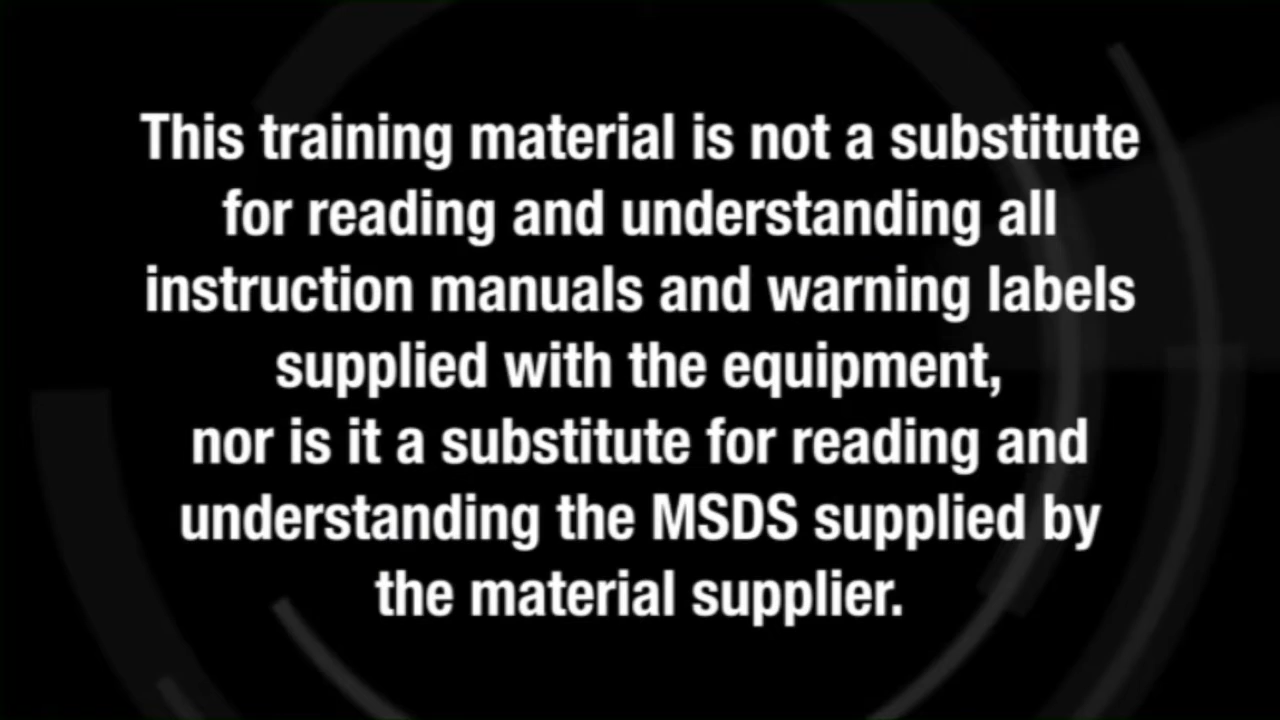 This training material is not a substitute
for reading and understanding all
instruction manuals and warning labels
supplied with the equipment,
nor is it a substitute for reading and
understanding the MSDS supplied by
the material supplier.